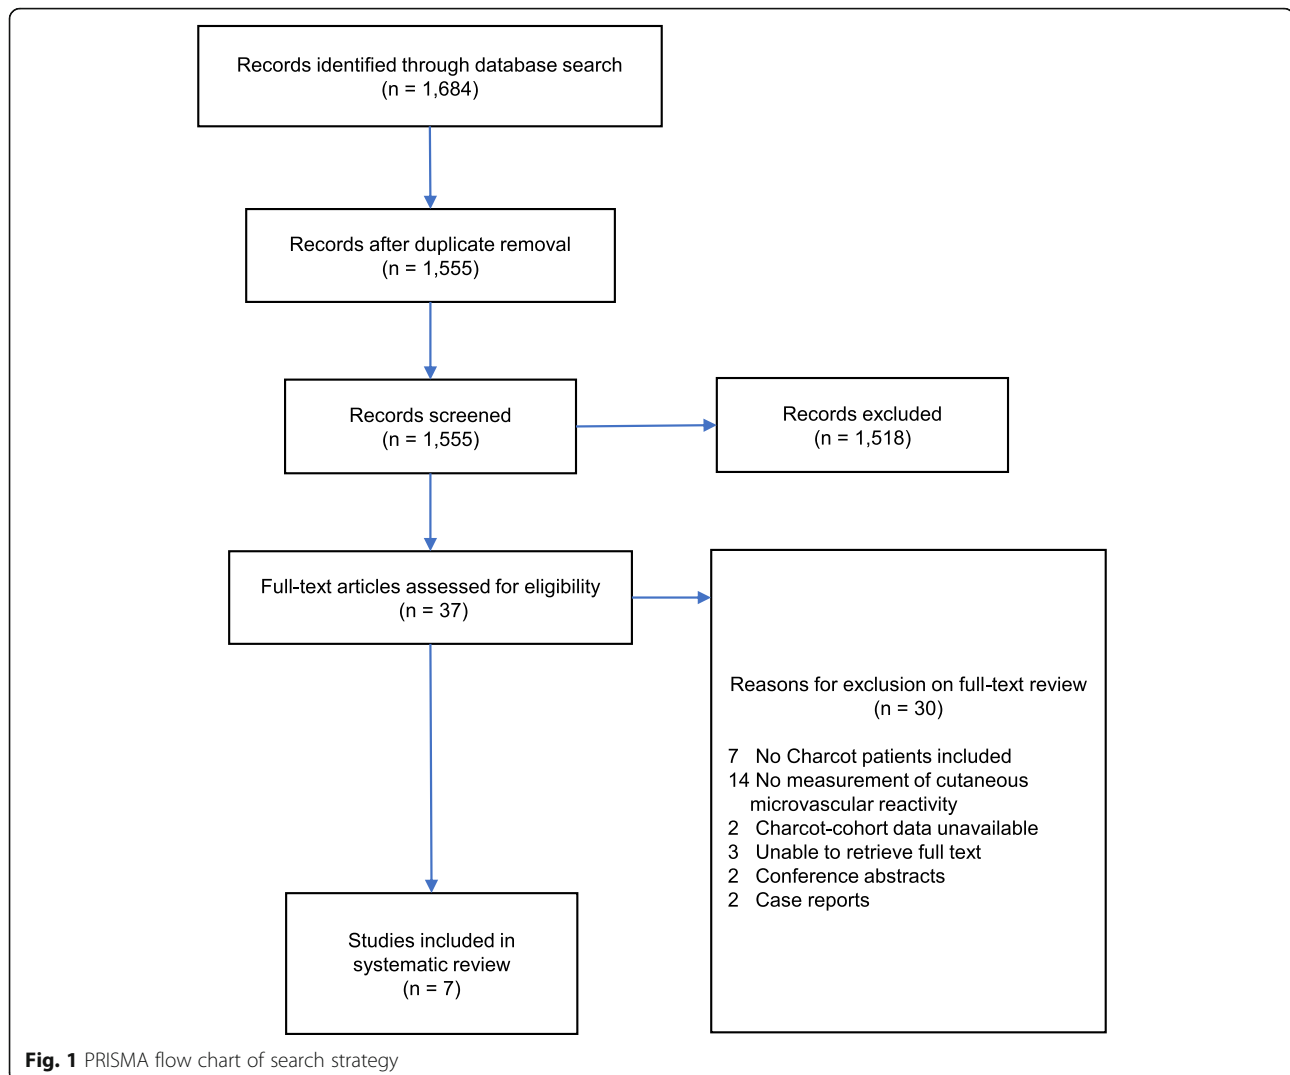 Records identified through database search
(n = 1,684)
Records after duplicate removal
(n = 1,555)
Records screened
(n = 1,555)
Records excluded
(n = 1,518)
Full-text articles assessed for eligibility
(n = 37)
Reasons for exclusion on full-text review
(n = 30)
7 No Charcot patients included
14 No measurement of cutaneous
microvascular reactivity
2 Charcot-cohort data unavailable
3 Unable to retrieve full text
2 Conference abstracts
2 Case reports
Studies included in
systematic review
(n = 7)
Fig. 1 PRISMA flow chart of search strategy